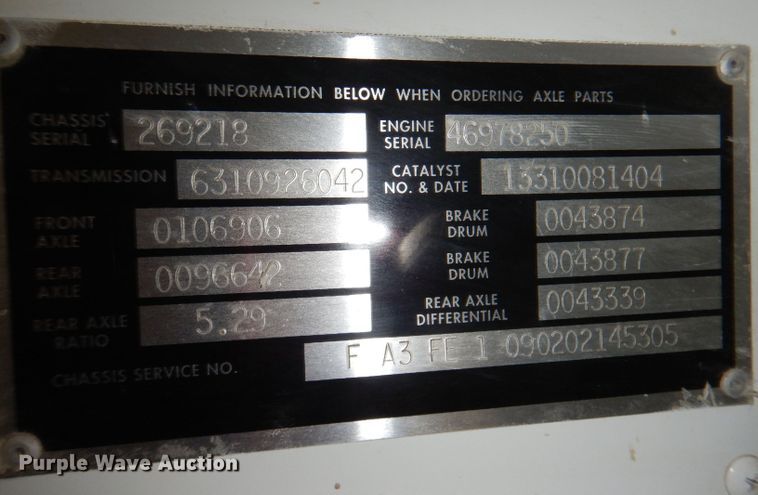 FURNISH INFORMATION BELOW WHEN ORDERING AXLE PARTS
CHASSIS SERIAL 269218
ENGINE SERIAL 46978250
TRANSMISSION 6310926042
CATALYST NO. & DATE 13310081404
FRONT AXLE 0106906
BRAKE DRUM 0043874
REAR AXLE 0096642
BRAKE DRUM 0043877
REAR AXLE RATIO 5.29
REAR AXLE DIFFERENTIAL 0043339
CHASSIS SERVICE NO. F A3 FE 1 090202145305
Purple Wave Auction